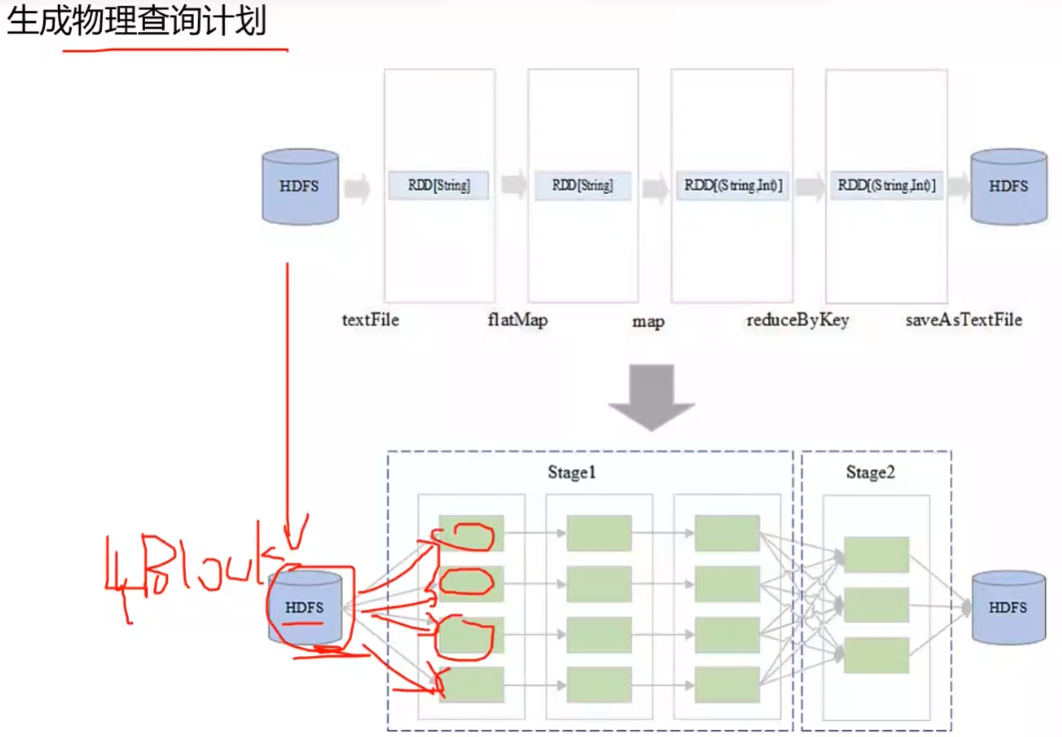 生成物理查询计划
HDFS RDD[String] RDD[String] RDD[(String,Int)] RDD[(String,Int)] HDFS
textFile flatMap map reduceByKey saveAsTextFile
Stage1 Stage2
4Block
HDFS HDFS